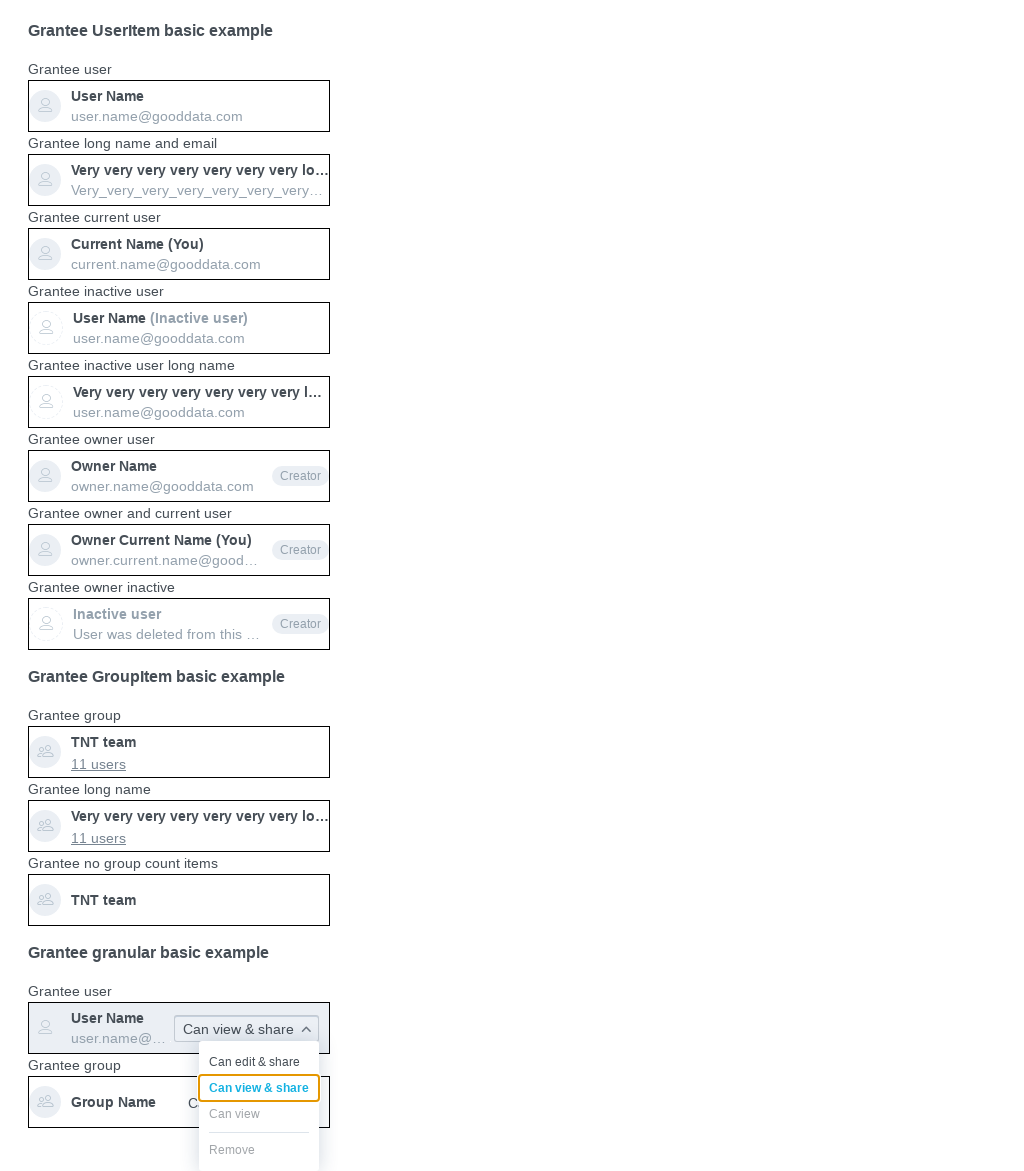 Grantee UserItem basic example
Grantee user
User Name
user.name@gooddata.com
Grantee long name and email
Very very very very very very very lo...
Very_very_very_very_very_very_very...
Grantee current user
Current Name (You)
current.name@gooddata.com
Grantee inactive user
User Name (Inactive user)
user.name@gooddata.com
Grantee inactive user long name
Very very very very very very very l...
user.name@gooddata.com
Grantee owner user
Owner Name
Creator
owner.name@gooddata.com
Grantee owner and current user
Owner Current Name (You)
Creator
owner.current.name@good...
Grantee owner inactive
Inactive user
Creator
User was deleted from this ...
Grantee GroupItem basic example
Grantee group
TNT team
11 users
Grantee long name
Very very very very very very very lo...
11 users
Grantee no group count items
TNT team
Grantee granular basic example
Grantee user
User Name
Can view & share
user.name@...
Grantee group
Group Name
Can edit & share
Can view & share
Can view
Remove